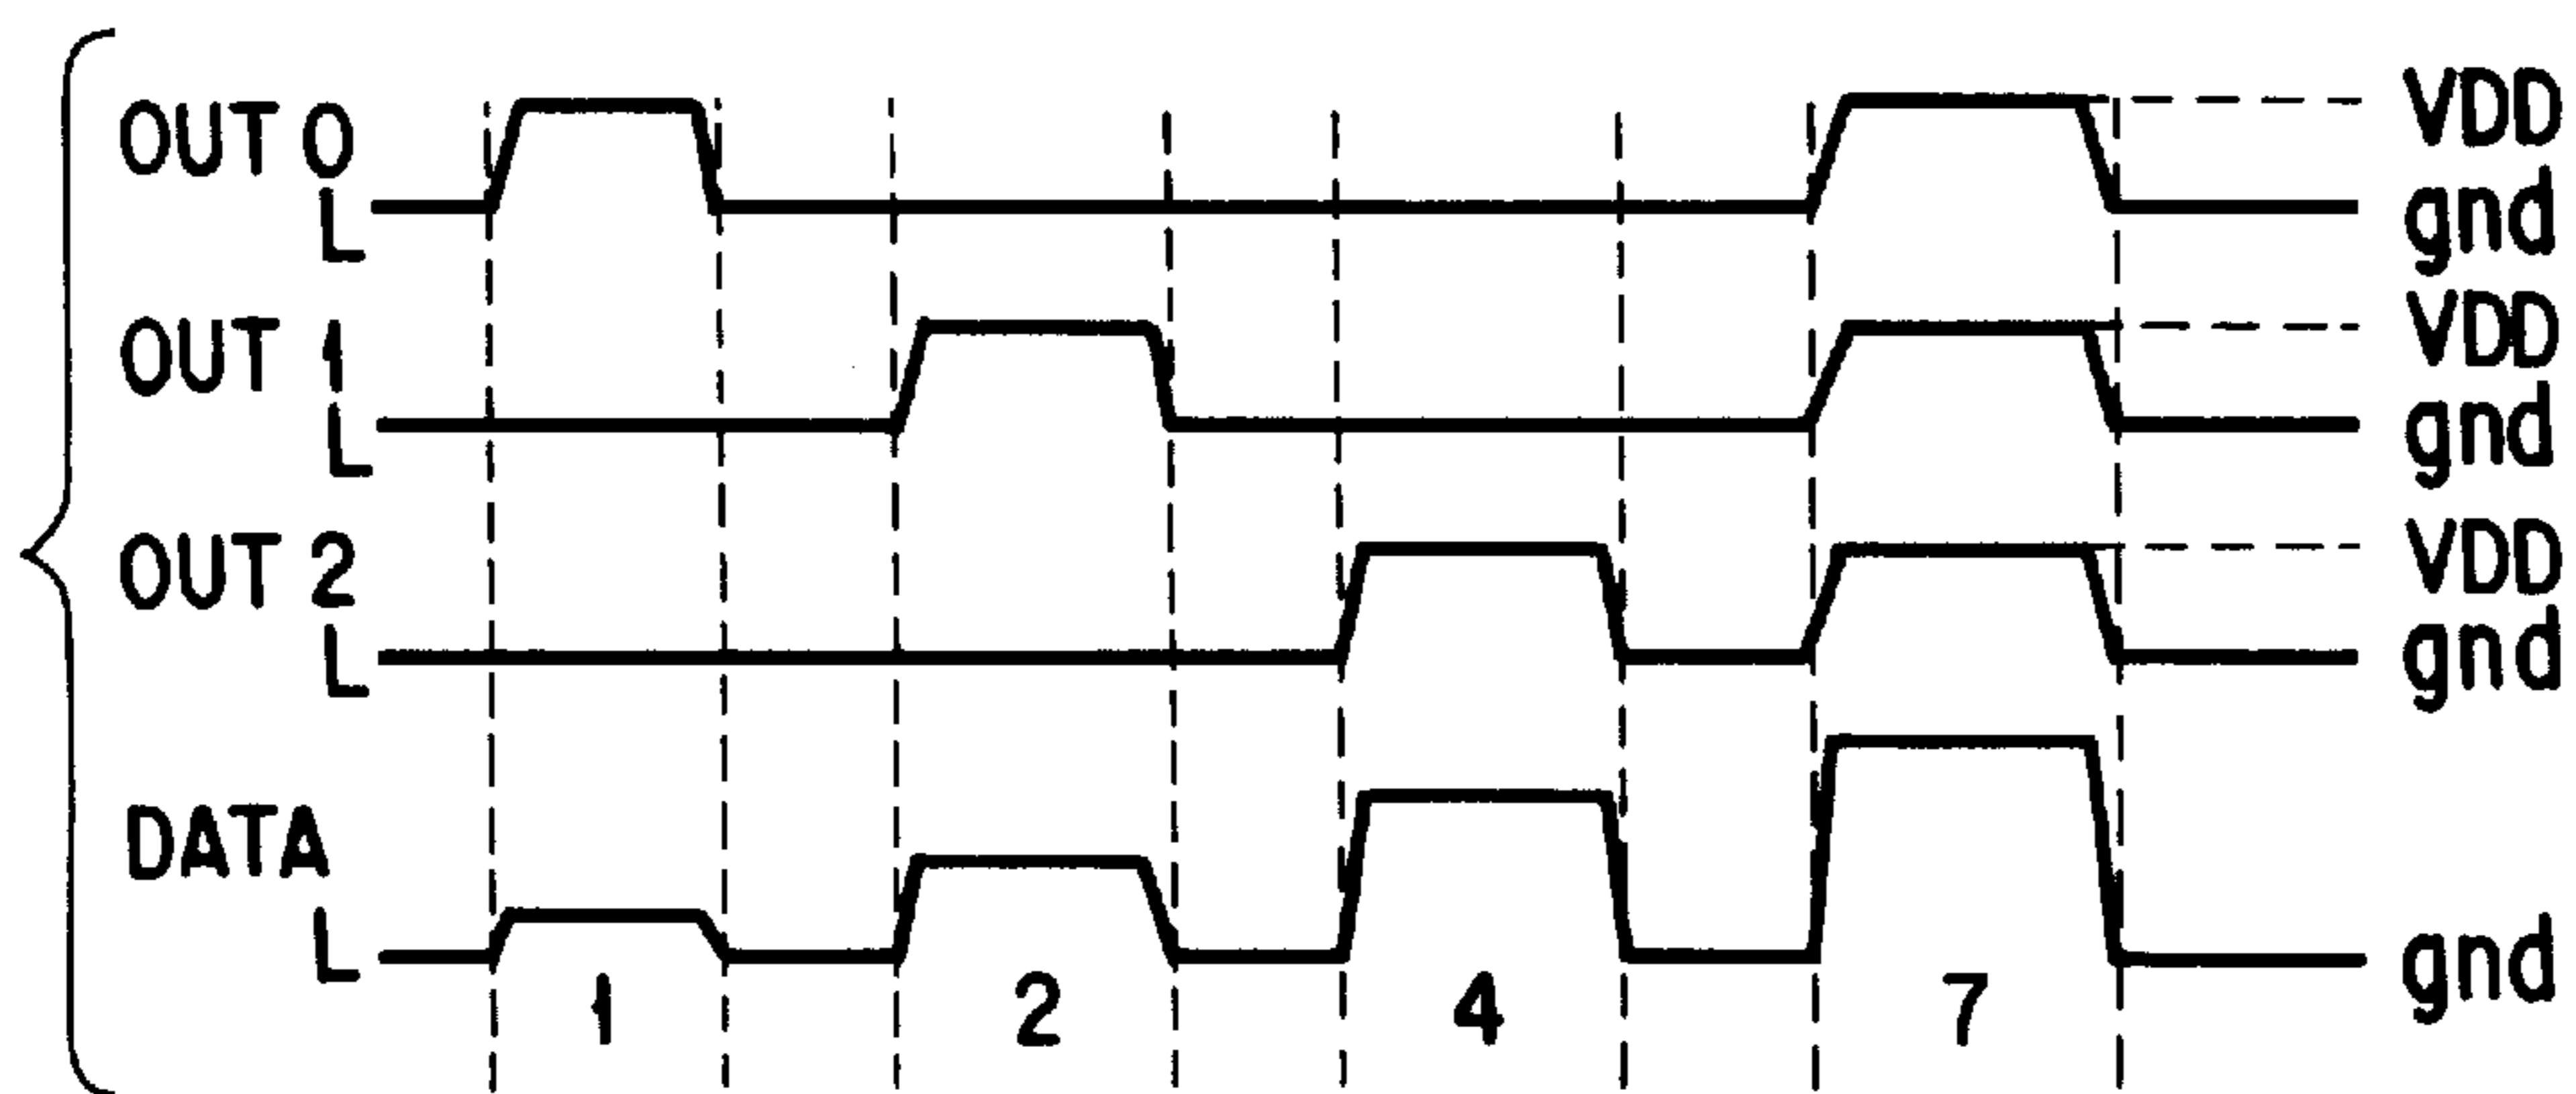 OUT 0 VDD
L gnd
OUT 1 VDD
L gnd
OUT 2 VDD
L gnd
DATA
L gnd
1 2 4 7